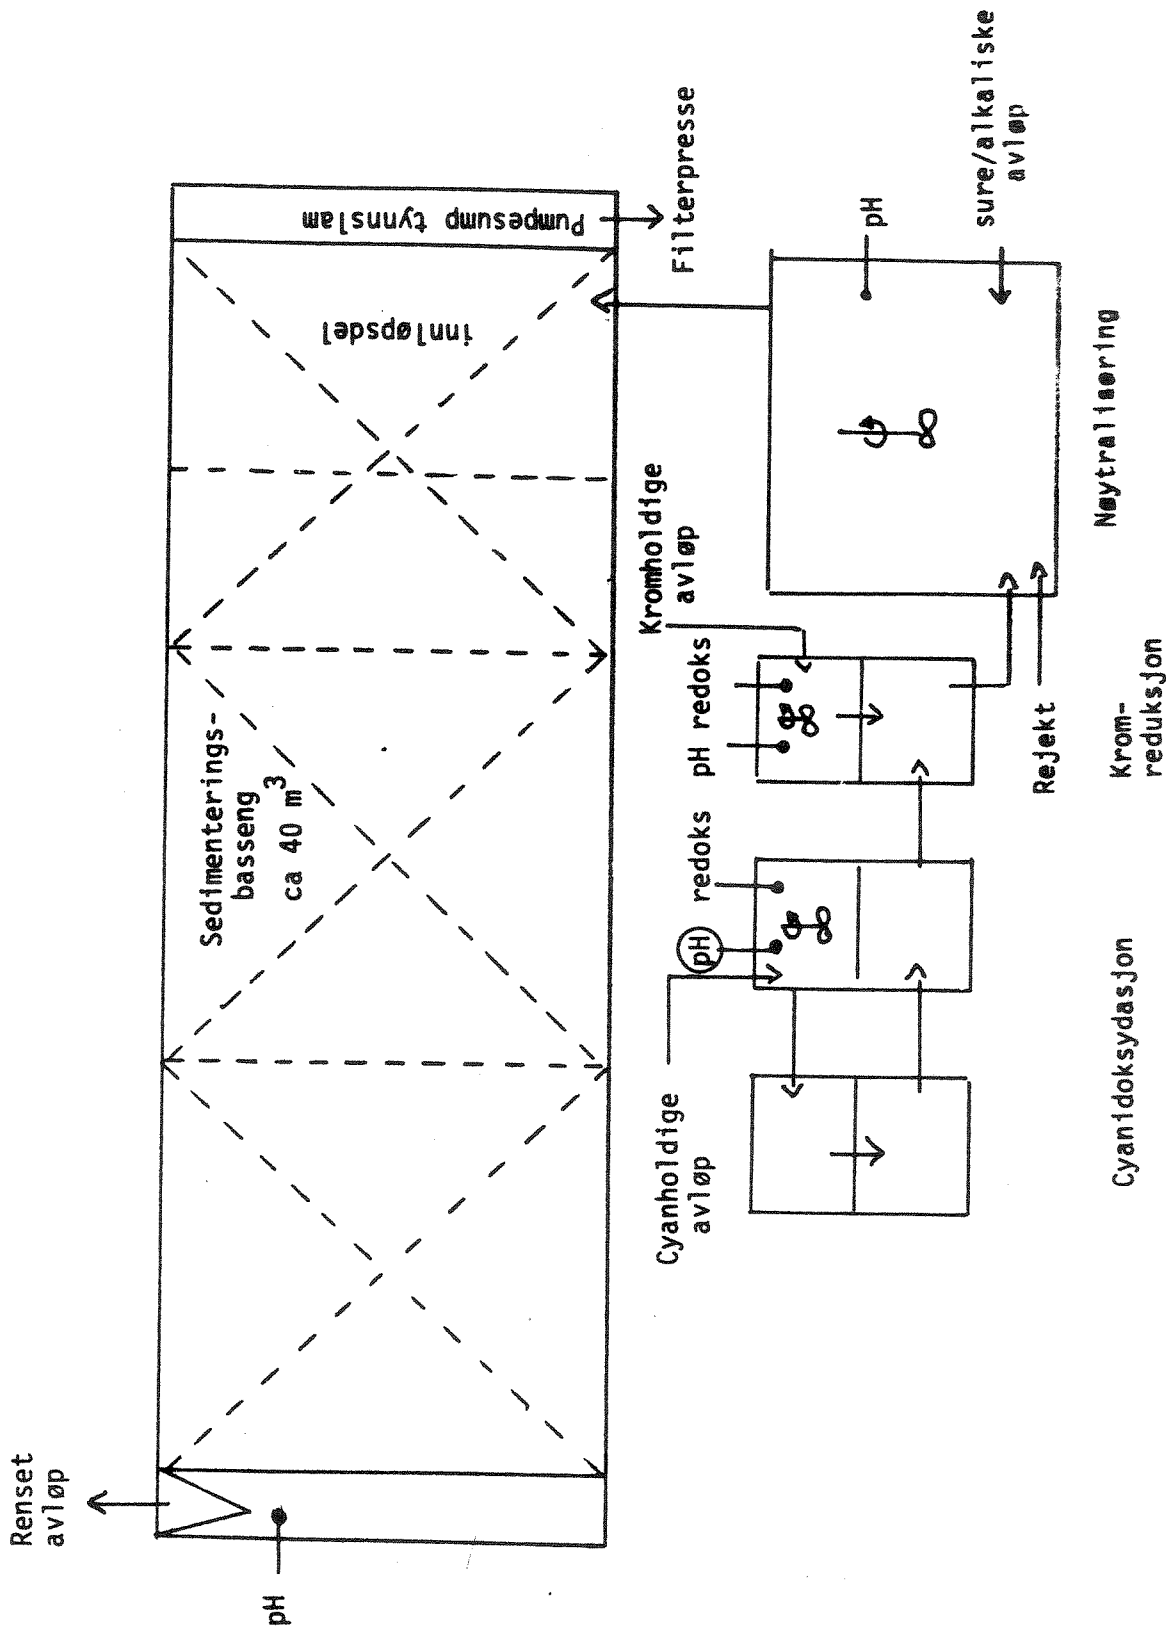 Renset
avløp
pH
Sedimenterings-
basseng
ca 40 m3
innløpsdel
Pumpesump tynnslam
Filterpresse
Cyanholdige
avløp
pH
redoks
pH
redoks
Kromholdige
avløp
pH
sure/alkaliske
avløp
Rejekt
Cyanidoksydasjon
Krom-
reduksjon
Nøytralisering